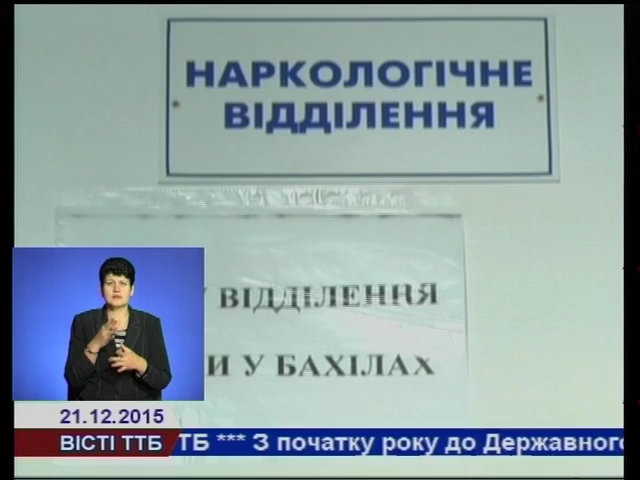 НАРКОЛОГІЧНЕ
ВІДДІЛЕННЯ
ВІДДІЛЕННЯ
У БАХІЛАХ
21.12.2015
ВІСТІ ТТБ
ТБ *** З початку року до Державного